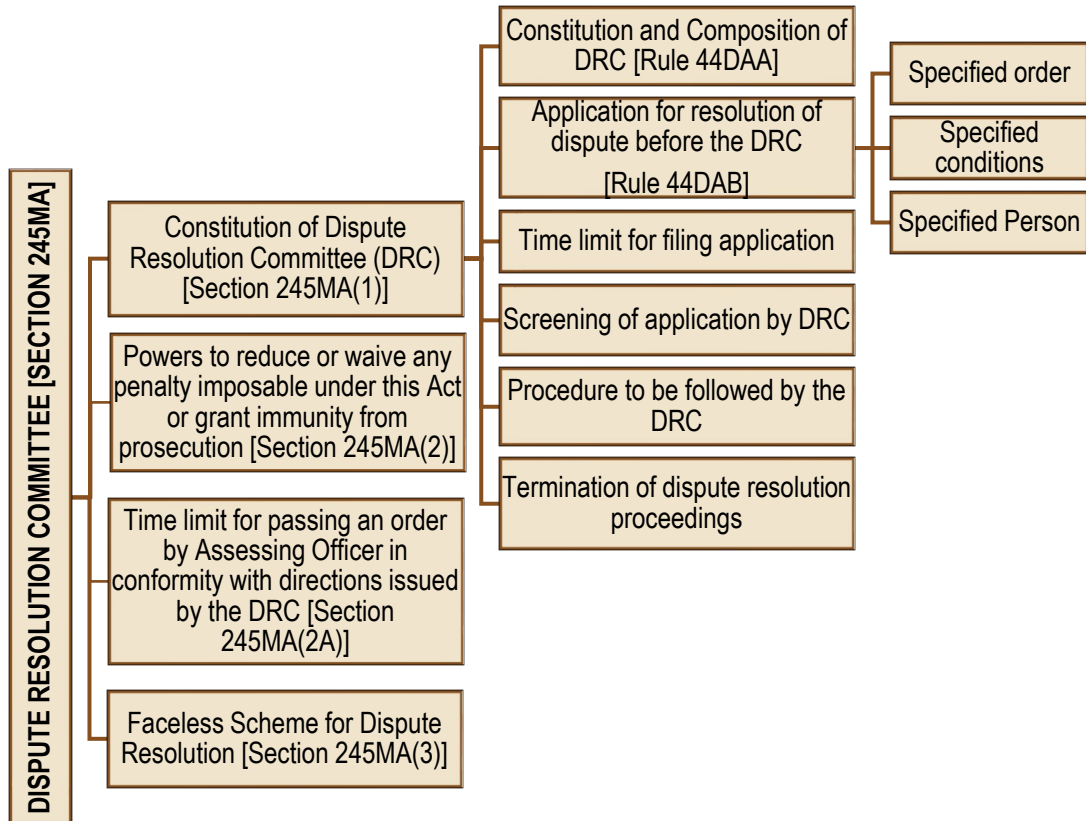 DISPUTE RESOLUTION COMMITTEE [SECTION 245MA]
Constitution of Dispute
Resolution Committee (DRC)
[Section 245MA(1)]
Powers to reduce or waive any
penalty imposable under this Act
or grant immunity from
prosecution [Section 245MA(2)]
Time limit for passing an order
by Assessing Officer in
conformity with directions issued
by the DRC [Section
245MA(2A)]
Faceless Scheme for Dispute
Resolution [Section 245MA(3)]
Constitution and Composition of
DRC [Rule 44DAA]
Application for resolution of
dispute before the DRC
[Rule 44DAB]
Time limit for filing application
Screening of application by DRC
Procedure to be followed by the
DRC
Termination of dispute resolution
proceedings
Specified order
Specified
conditions
Specified Person